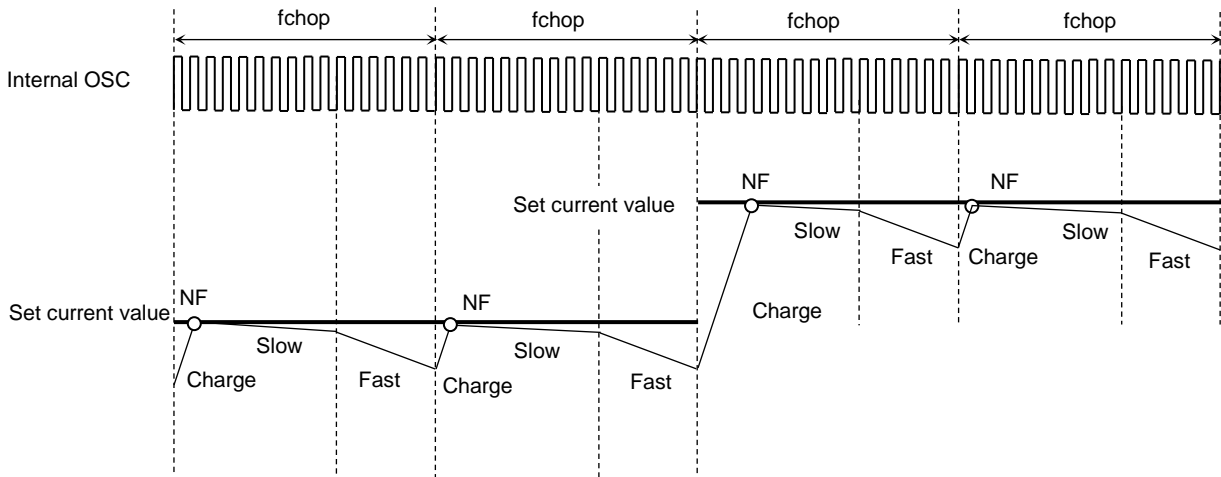 fchop fchop fchop fchop
Internal OSC
NF NF
Set current value
Slow Slow
Fast Charge Fast
NF NF
Charge
Set current value
Slow Slow
Charge Fast Charge Fast